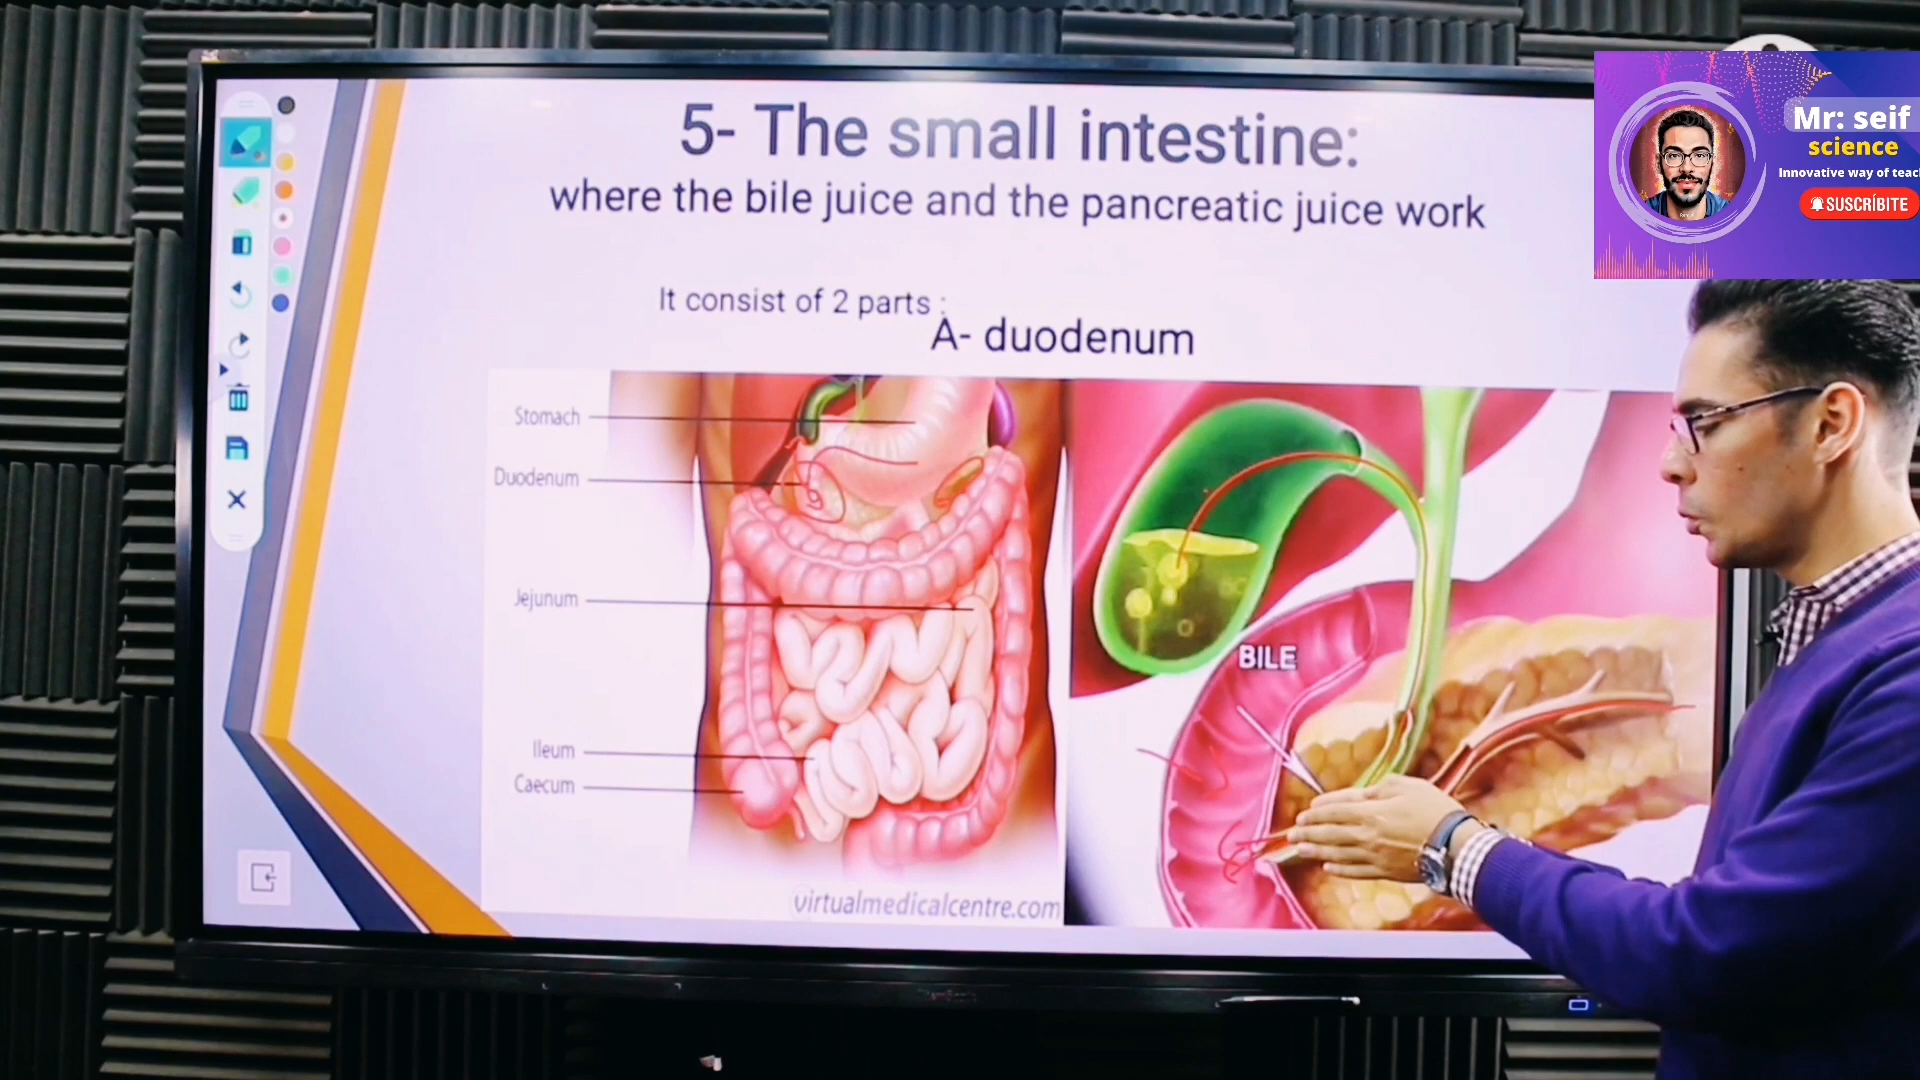 5- The small intestine:
where the bile juice and the pancreatic juice work
It consist of 2 parts :
A- duodenum
Stomach
Duodenum
Jejunum
Ileum
Caecum
virtualmedicalcentre.com
BILE
Mr: seif
science
Innovative way of teac
SUSCRÍBITE